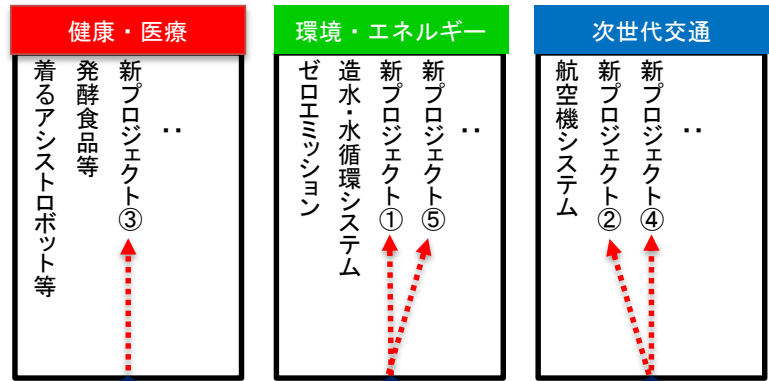 健康・医療
着るアシストロボット等
発酵食品等
新プロジェクト③
‥
環境・エネルギー
ゼロエミッション
造水・水循環システム
新プロジェクト①
新プロジェクト⑤
‥
次世代交通
航空機システム
新プロジェクト②
新プロジェクト④
‥